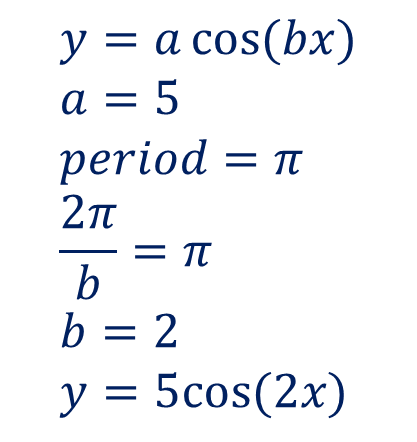 y = a cos(bx)
a = 5
period = π
2π/b = π
b = 2
y = 5cos(2x)